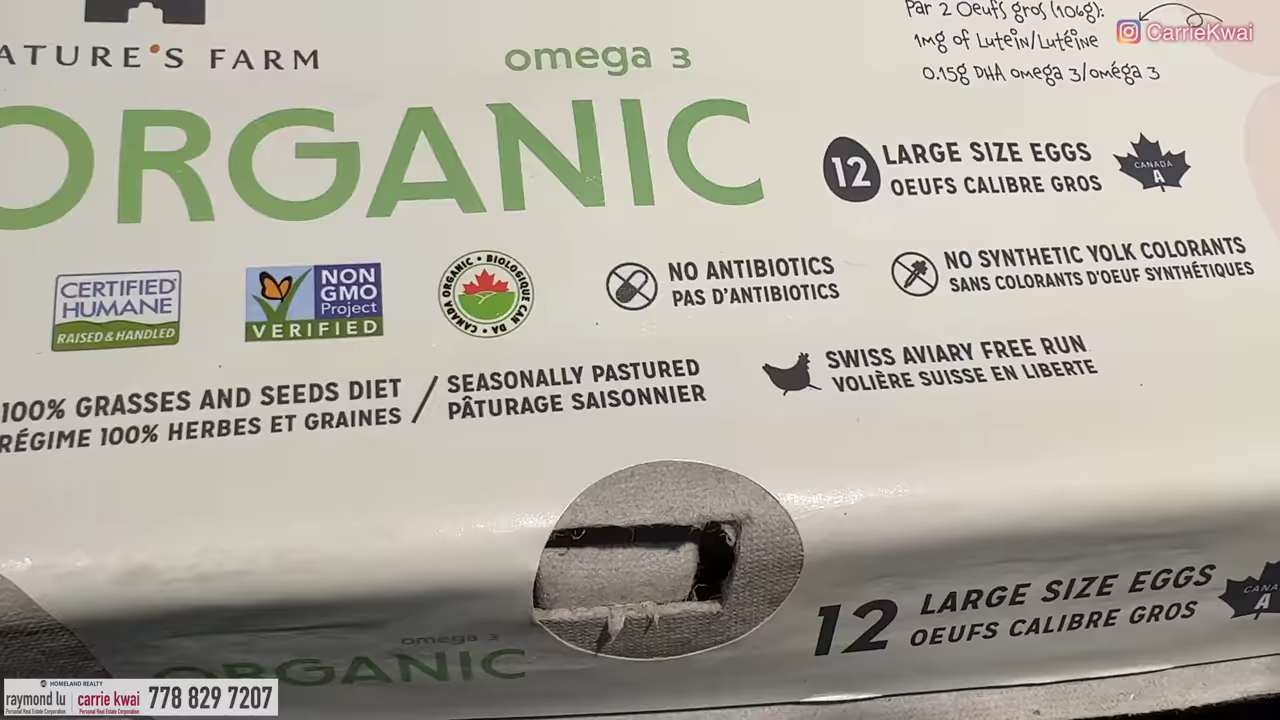 Par 2 Oeufs gros (106g):
1mg of Lutein/Lutéine
0.15g DHA omega 3/oméga 3
CarrieKwai
ATURE'S FARM
omega 3
ORGANIC
12 LARGE SIZE EGGS
OEUFS CALIBRE GROS
CANADA
A
CERTIFIED
HUMANE
RAISED & HANDLED
NON
GMO
Project
VERIFIED
CANADA ORGANIC • BIOLOGIQUE CANADA
NO ANTIBIOTICS
PAS D'ANTIBIOTICS
NO SYNTHETIC YOLK COLORANTS
SANS COLORANTS D'OEUF SYNTHÉTIQUES
100% GRASSES AND SEEDS DIET
RÉGIME 100% HERBES ET GRAINES
SEASONALLY PASTURED
PÂTURAGE SAISONNIER
SWISS AVIARY FREE RUN
VOLIÈRE SUISSE EN LIBERTE
omega 3
ORGANIC
12 LARGE SIZE EGGS
OEUFS CALIBRE GROS
CANA
A
HOMELAND REALTY
raymond lu
Personal Real Estate Corporation
carrie kwai
Personal Real Estate Corporation
778 829 7207